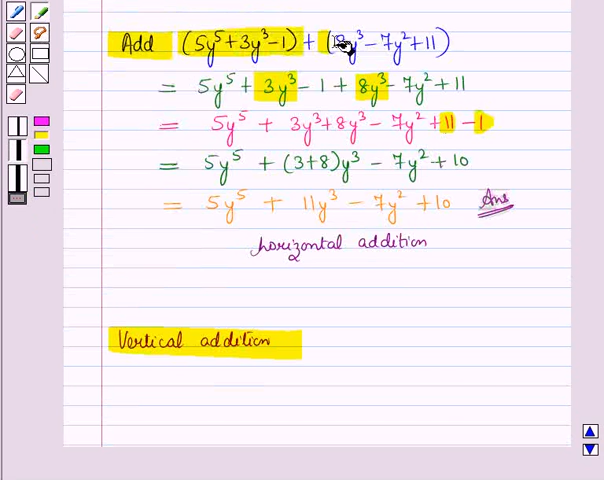 Add (5y⁵+3y³-1) + (8y³-7y²+11)
= 5y⁵ + 3y³ - 1 + 8y³ - 7y² + 11
= 5y⁵ + 3y³+8y³ - 7y² + 11 - 1
= 5y⁵ + (3+8)y³ - 7y² + 10
= 5y⁵ + 11y³ - 7y² + 10 Ans
horizontal addition
Vertical addition